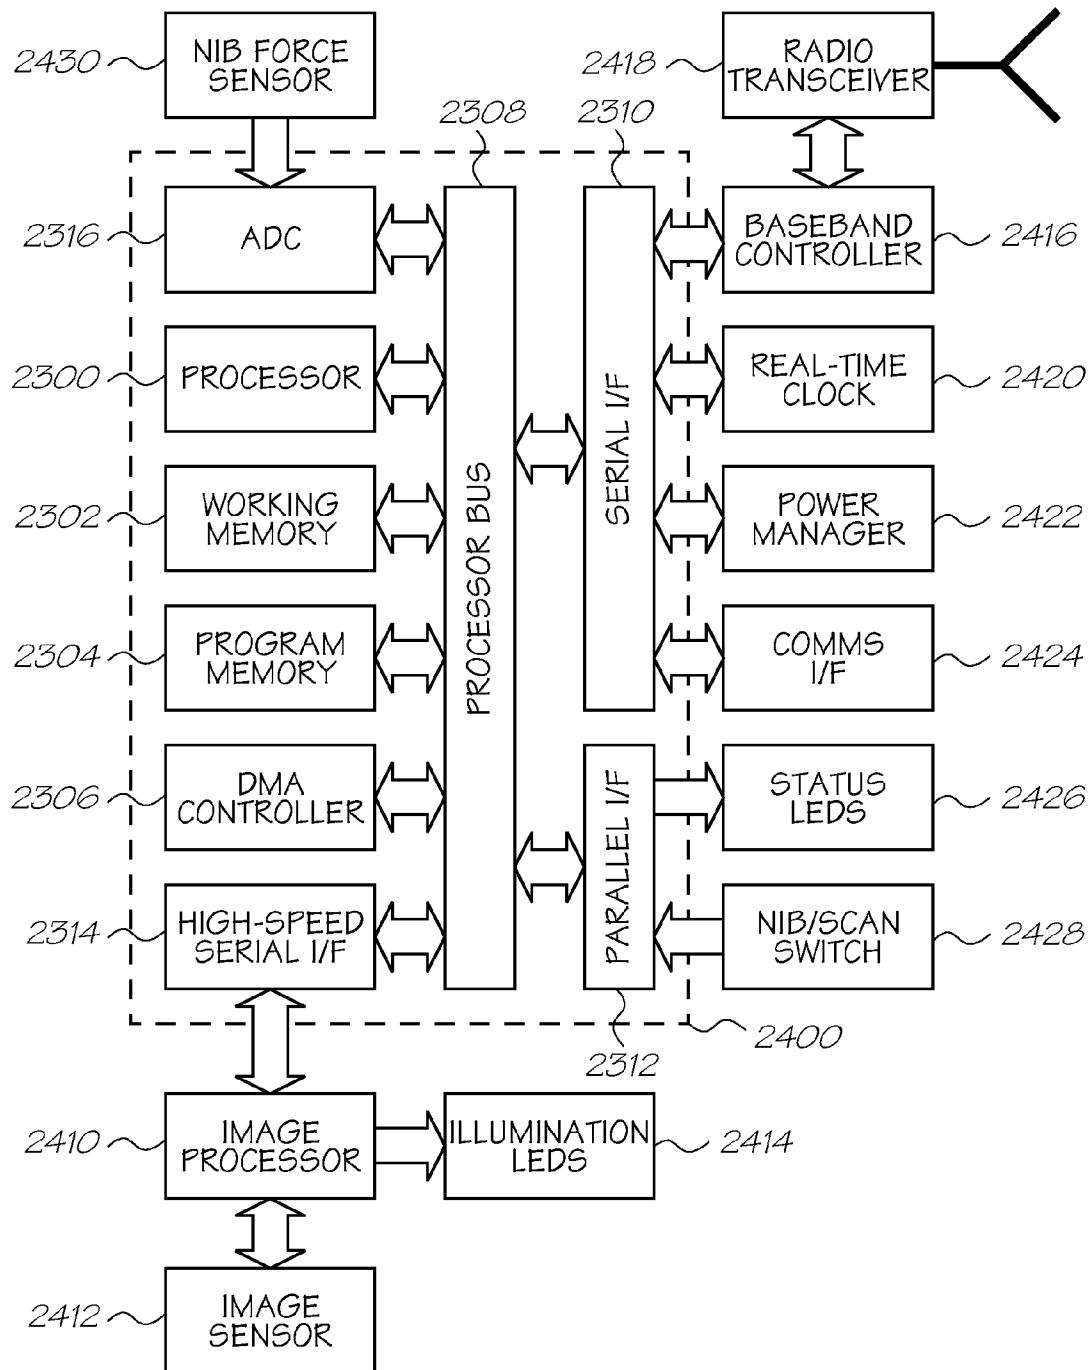 2430
NIB FORCE
SENSOR
2418
RADIO
TRANSCEIVER
2308
2310
2316
ADC
BASEBAND
CONTROLLER
2416
2300
PROCESSOR
REAL-TIME
CLOCK
2420
PROCESSOR BUS
SERIAL I/F
2302
WORKING
MEMORY
POWER
MANAGER
2422
2304
PROGRAM
MEMORY
COMMS
I/F
2424
2306
DMA
CONTROLLER
PARALLEL I/F
STATUS
LEDS
2426
2314
HIGH-SPEED
SERIAL I/F
NIB/SCAN
SWITCH
2428
2400
2312
2410
IMAGE
PROCESSOR
ILLUMINATION
LEDS
2414
2412
IMAGE
SENSOR